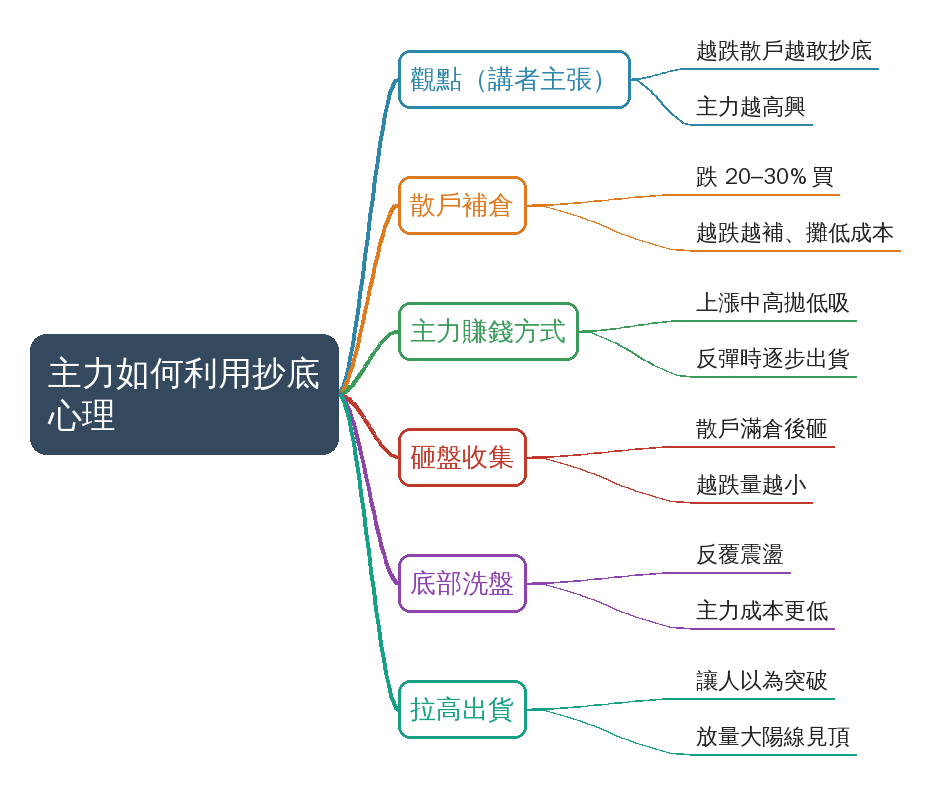 主力如何利用抄底
心理
觀點（講者主張）
越跌散戶越敢抄底
主力越高興
散戶補倉
跌 20–30% 買
越跌越補、攤低成本
主力賺錢方式
上漲中高拋低吸
反彈時逐步出貨
砸盤收集
散戶滿倉後砸
越跌量越小
底部洗盤
反覆震盪
主力成本更低
拉高出貨
讓人以為突破
放量大陽線見頂